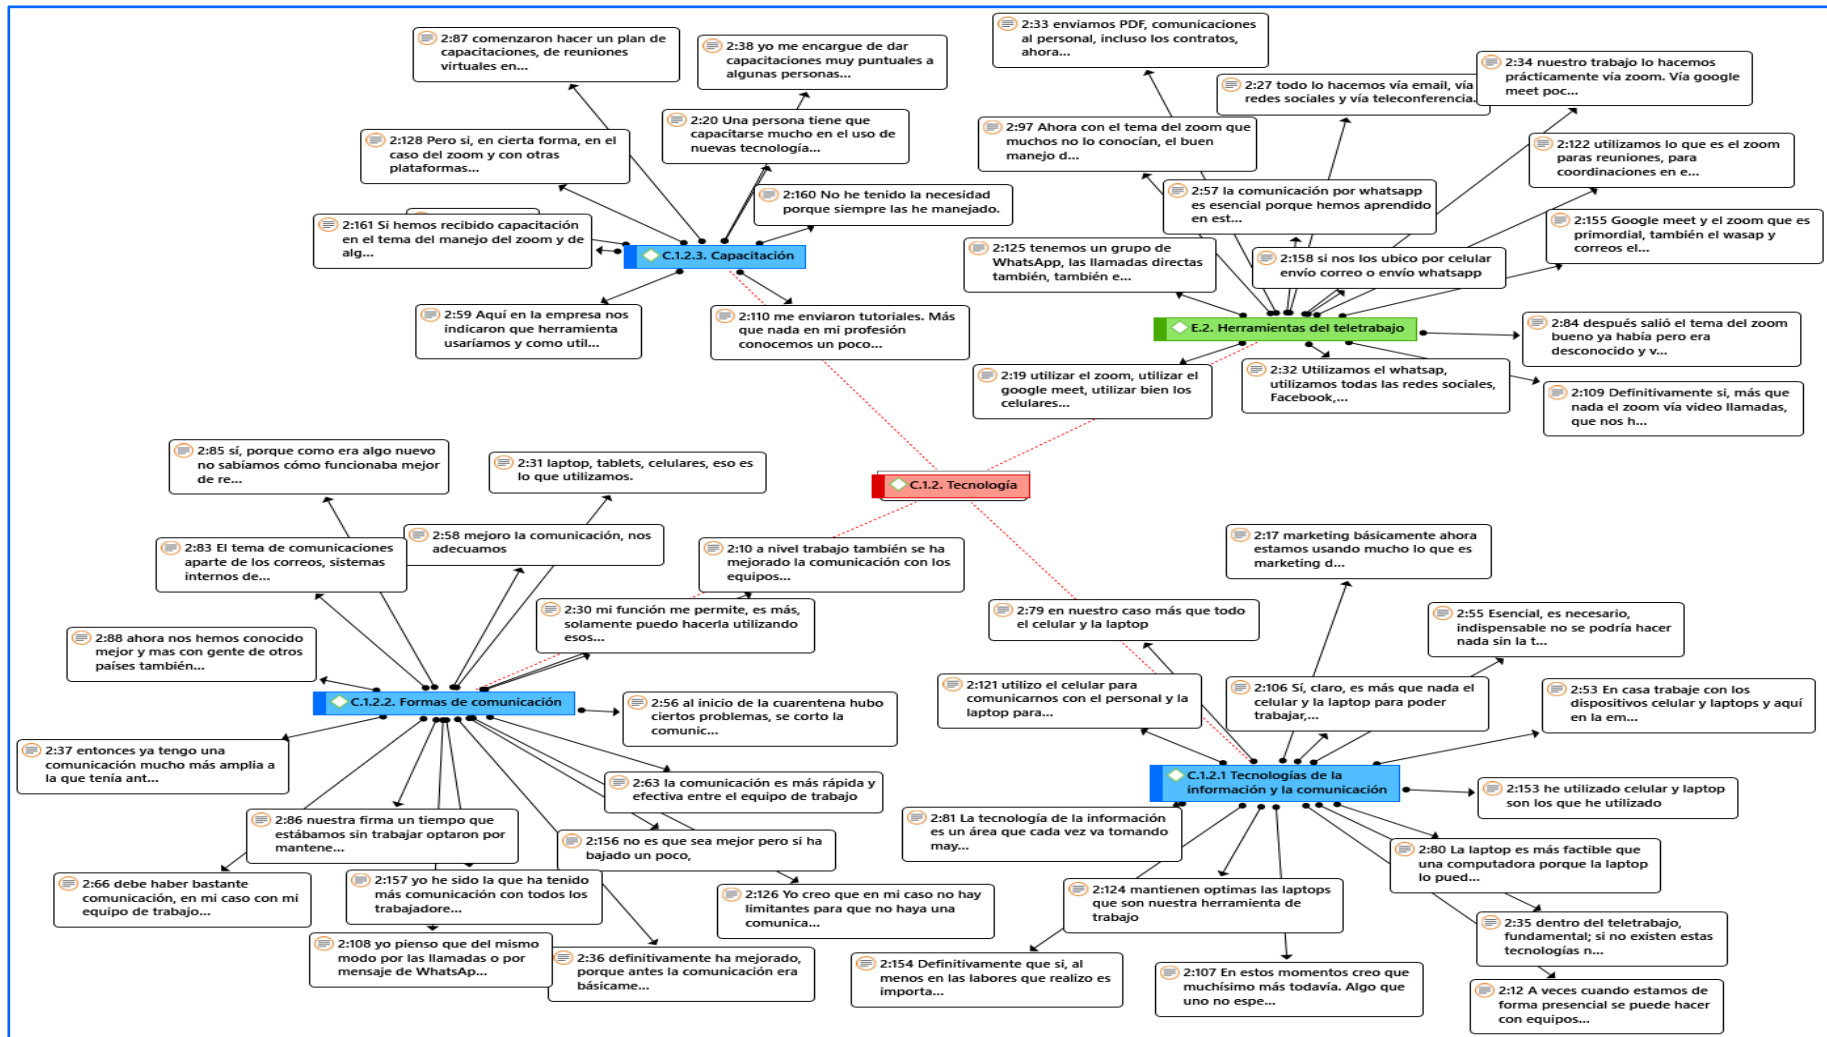 2:87 comenzaron hacer un plan de
capacitaciones, de reuniones
virtuales en...
2:38 yo me encargue de dar
capacitaciones muy puntuales a
algunas personas...
2:20 Una persona tiene que
capacitarse mucho en el uso de
nuevas tecnología...
2:128 Pero si, en cierta forma, en el
caso del zoom y con otras
plataformas...
2:160 No he tenido la necesidad
porque siempre las he manejado.
2:161 Si hemos recibido capacitación
en el tema del manejo del zoom y de
alg...
C.1.2.3. Capacitación
2:59 Aquí en la empresa nos
indicaron que herramienta
usaríamos y como util...
2:110 me enviaron tutoriales. Más
que nada en mi profesión
conocemos un poco...
2:33 enviamos PDF, comunicaciones
al personal, incluso los contratos,
ahora...
2:27 todo lo hacemos vía email, vía
redes sociales y vía teleconferencia.
2:34 nuestro trabajo lo hacemos
prácticamente vía zoom. Vía google
meet poc...
2:97 Ahora con el tema del zoom que
muchos no lo conocían, el buen
manejo d...
2:122 utilizamos lo que es el zoom
paras reuniones, para
coordinaciones en e...
2:57 la comunicación por whatsapp
es esencial porque hemos aprendido
en est...
2:155 Google meet y el zoom que es
primordial, también el wasap y
correos el...
2:125 tenemos un grupo de
WhatsApp, las llamadas directas
también, también e...
2:158 si nos los ubico por celular
envío correo o envío whatsapp
E.2. Herramientas del teletrabajo
2:84 después salió el tema del zoom
bueno ya había pero era
desconocido y v...
2:19 utilizar el zoom, utilizar el
google meet, utilizar bien los
celulares...
2:32 Utilizamos el whatsap,
utilizamos todas las redes sociales,
Facebook,...
2:109 Definitivamente si, más que
nada el zoom vía video llamadas,
que nos h...
C.1.2. Tecnología
2:85 sí, porque como era algo nuevo
no sabíamos cómo funcionaba mejor
de re...
2:31 laptop, tablets, celulares, eso es
lo que utilizamos.
2:58 mejoro la comunicación, nos
adecuamos
2:83 El tema de comunicaciones
aparte de los correos, sistemas
internos de...
2:10 a nivel trabajo también se ha
mejorado la comunicación con los
equipos...
2:30 mi función me permite, es más,
solamente puedo hacerla utilizando
esos...
2:88 ahora nos hemos conocido
mejor y mas con gente de otros
países también...
C.1.2.2. Formas de comunicación
2:56 al inicio de la cuarentena hubo
ciertos problemas, se corto la
comunic...
2:37 entonces ya tengo una
comunicación mucho más amplia a
la que tenía ant...
2:63 la comunicación es más rápida y
efectiva entre el equipo de trabajo
2:86 nuestra firma un tiempo que
estábamos sin trabajar optaron por
mantene...
2:156 no es que sea mejor pero si ha
bajado un poco,
2:66 debe haber bastante
comunicación, en mi caso con mi
equipo de trabajo...
2:157 yo he sido la que ha tenido
más comunicación con todos los
trabajadore...
2:126 Yo creo que en mi caso no hay
limitantes para que no haya una
comunica...
2:108 yo pienso que del mismo
modo por las llamadas o por
mensaje de WhatsAp...
2:36 definitivamente ha mejorado,
porque antes la comunicación era
básicame...
2:17 marketing básicamente ahora
estamos usando mucho lo que es
marketing d...
2:79 en nuestro caso más que todo
el celular y la laptop
2:55 Esencial, es necesario,
indispensable no se podría hacer
nada sin la t...
2:121 utilizo el celular para
comunicarnos con el personal y la
laptop para...
2:106 Sí, claro, es más que nada el
celular y la laptop para poder
trabajar,...
2:53 En casa trabaje con los
dispositivos celular y laptops y aquí
en la em...
C.1.2.1 Tecnologías de la
información y la comunicación
2:153 he utilizado celular y laptop
son los que he utilizado
2:81 La tecnología de la información
es un área que cada vez va tomando
may...
2:80 La laptop es más factible que
una computadora porque la laptop
lo pued...
2:124 mantienen optimas las laptops
que son nuestra herramienta de
trabajo
2:35 dentro del teletrabajo,
fundamental; si no existen estas
tecnologías n...
2:154 Definitivamente que si, al
menos en las labores que realizo es
importa...
2:107 En estos momentos creo que
muchísimo más todavía. Algo que
uno no espe...
2:12 A veces cuando estamos de
forma presencial se puede hacer
con equipos...